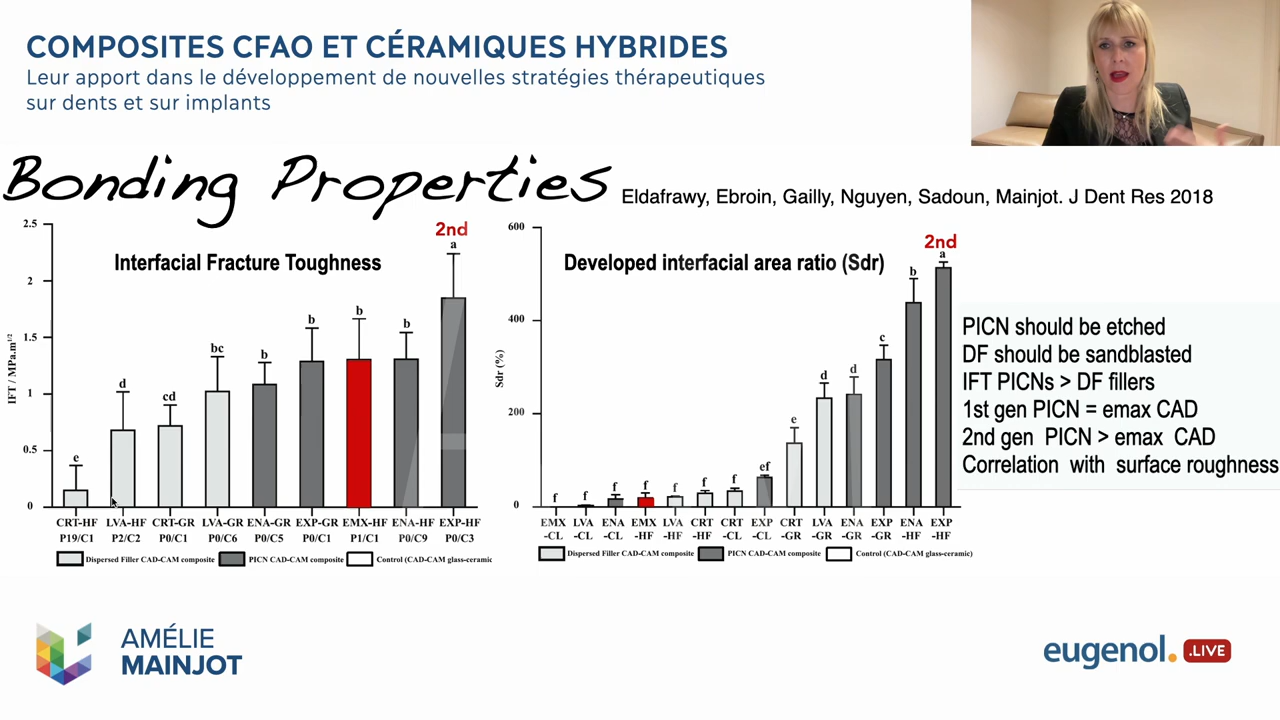 COMPOSITES CFAO ET CÉRAMIQUES HYBRIDES
Leur apport dans le développement de nouvelles stratégies thérapeutiques
sur dents et sur implants
Bonding Properties
Eldafrawy, Ebroin, Gailly, Nguyen, Sadoun, Mainjot. J Dent Res 2018
Interfacial Fracture Toughness
2nd
IFT / MPa.m1/2
2.5
2
1.5
1
0.5
0
e d cd bc b b b b a
CRT-HF LVA-HF CRT-GR LVA-GR ENA-GR EXP-GR EMX-HF ENA-HF EXP-HF
P19/C1 P2/C2 P0/C1 P0/C6 P0/C5 P0/C1 P1/C1 P0/C9 P0/C3
Dispersed Filler CAD-CAM composite PICN CAD-CAM composite Control (CAD-CAM glass-ceramic
Developed interfacial area ratio (Sdr)
2nd
Sdr (%)
600
400
200
0
f f f f f f f ef e d d c b a
EMX LVA ENA EMX LVA CRT CRT EXP CRT LVA ENA EXP ENA EXP
-CL -CL -CL -HF -HF -HF -CL -CL -GR -GR -GR -GR -HF -HF
Dispersed Filler CAD-CAM composite PICN CAD-CAM composite Control (CAD-CAM glass-ceramic)
PICN should be etched
DF should be sandblasted
IFT PICNs > DF fillers
1st gen PICN = emax CAD
2nd gen PICN > emax CAD
Correlation with surface roughness
AMÉLIE
MAINJOT
eugenol. .LIVE